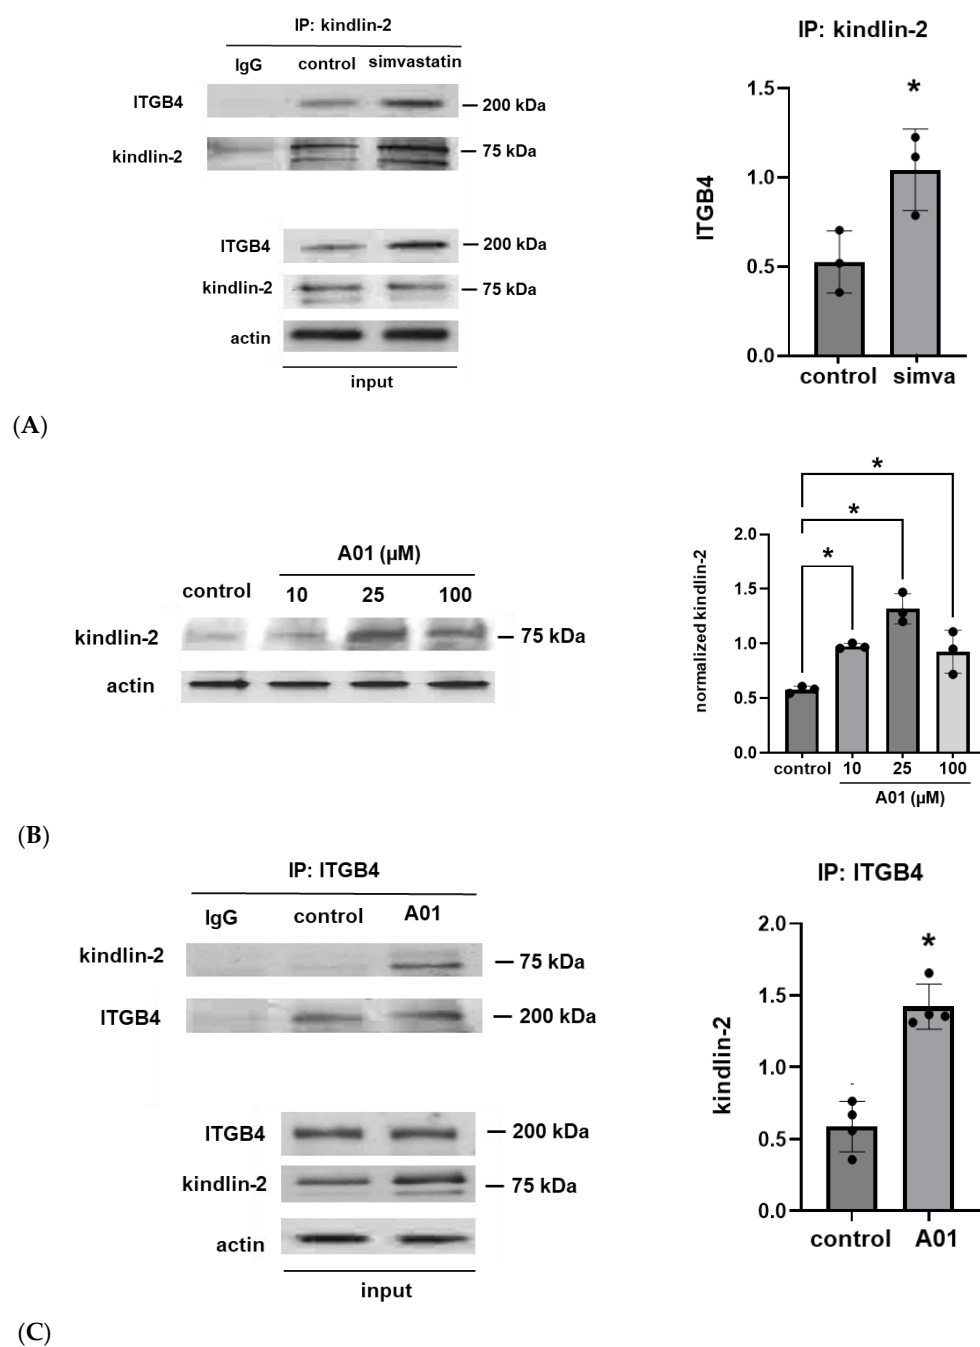 IP: kindlin-2
IgG control simvastatin
ITGB4 200 kDa
kindlin-2 75 kDa
ITGB4 200 kDa
kindlin-2 75 kDa
actin
input
IP: kindlin-2
ITGB4
1.5
1.0
0.5
0.0
*
control simva
(A)
A01 (µM)
control 10 25 100
kindlin-2 75 kDa
actin
normalized kindlin-2
2.0
1.5
1.0
0.5
0.0
*
*
*
control 10 25 100
A01 (µM)
(B)
IP: ITGB4
IgG control A01
kindlin-2 75 kDa
ITGB4 200 kDa
ITGB4 200 kDa
kindlin-2 75 kDa
actin
input
IP: ITGB4
kindlin-2
2.0
1.5
1.0
0.5
0.0
*
control A01
(C)